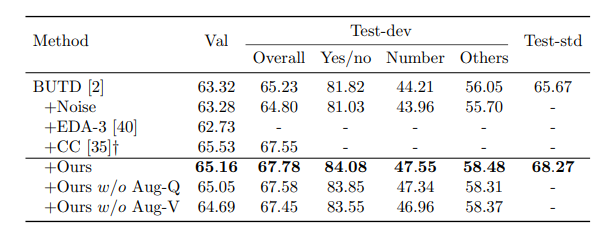 Method Val Test-dev Test-std
Overall Yes/no Number Others
BUTD [2] 63.32 65.23 81.82 44.21 56.05 65.67
+Noise 63.28 64.80 81.03 43.96 55.70 -
+EDA-3 [40] 62.73 - - - - -
+CC [35]† 65.53 67.55 - - - -
+Ours 65.16 67.78 84.08 47.55 58.48 68.27
+Ours w/o Aug-Q 65.05 67.58 83.85 47.34 58.31 -
+Ours w/o Aug-V 64.69 67.45 83.55 46.96 58.37 -